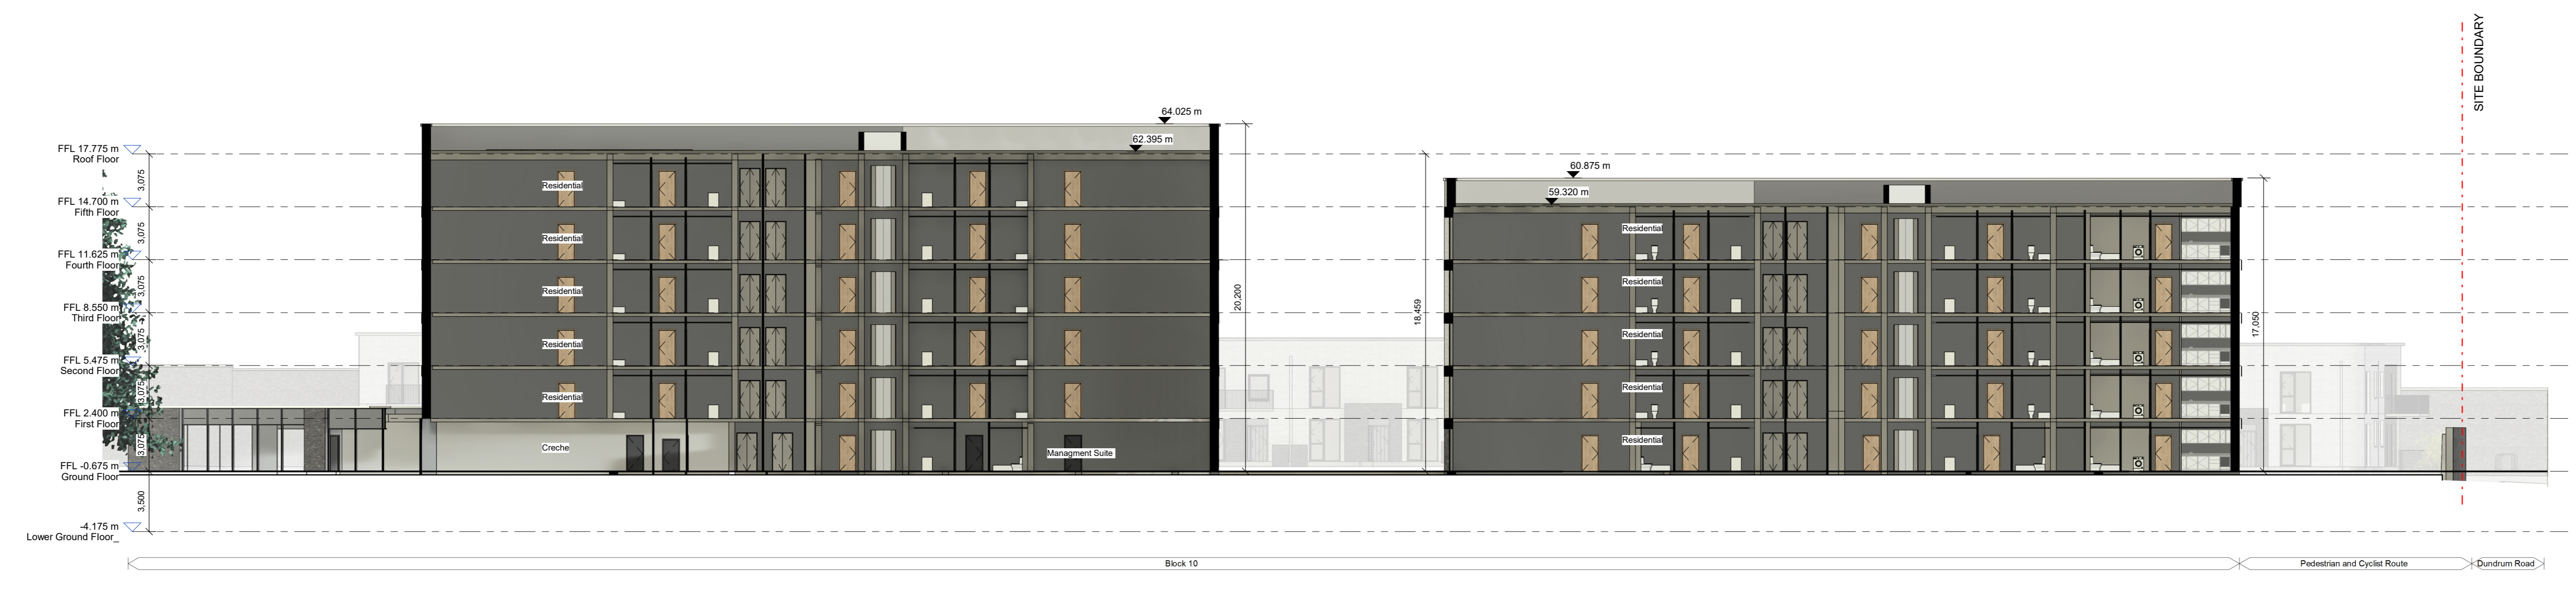 SITE BOUNDARY
64.025 m
62.395 m
60.875 m
59.320 m
FFL 17.775 m
Roof Floor
3,075
FFL 14.700 m
Fifth Floor
3,075
FFL 11.625 m
Fourth Floor
3,075
FFL 8.550 m
Third Floor
3,075
FFL 5.475 m
Second Floor
3,075
FFL 2.400 m
First Floor
3,075
FFL -0.675 m
Ground Floor
3,500
-4.175 m
Lower Ground Floor_
Residential
Residential
Residential
Residential
Residential
Creche
Managment Suite
20,200
18,459
Residential
Residential
Residential
Residential
Residential
17,050
Block 10
Pedestrian and Cyclist Route
Dundrum Road